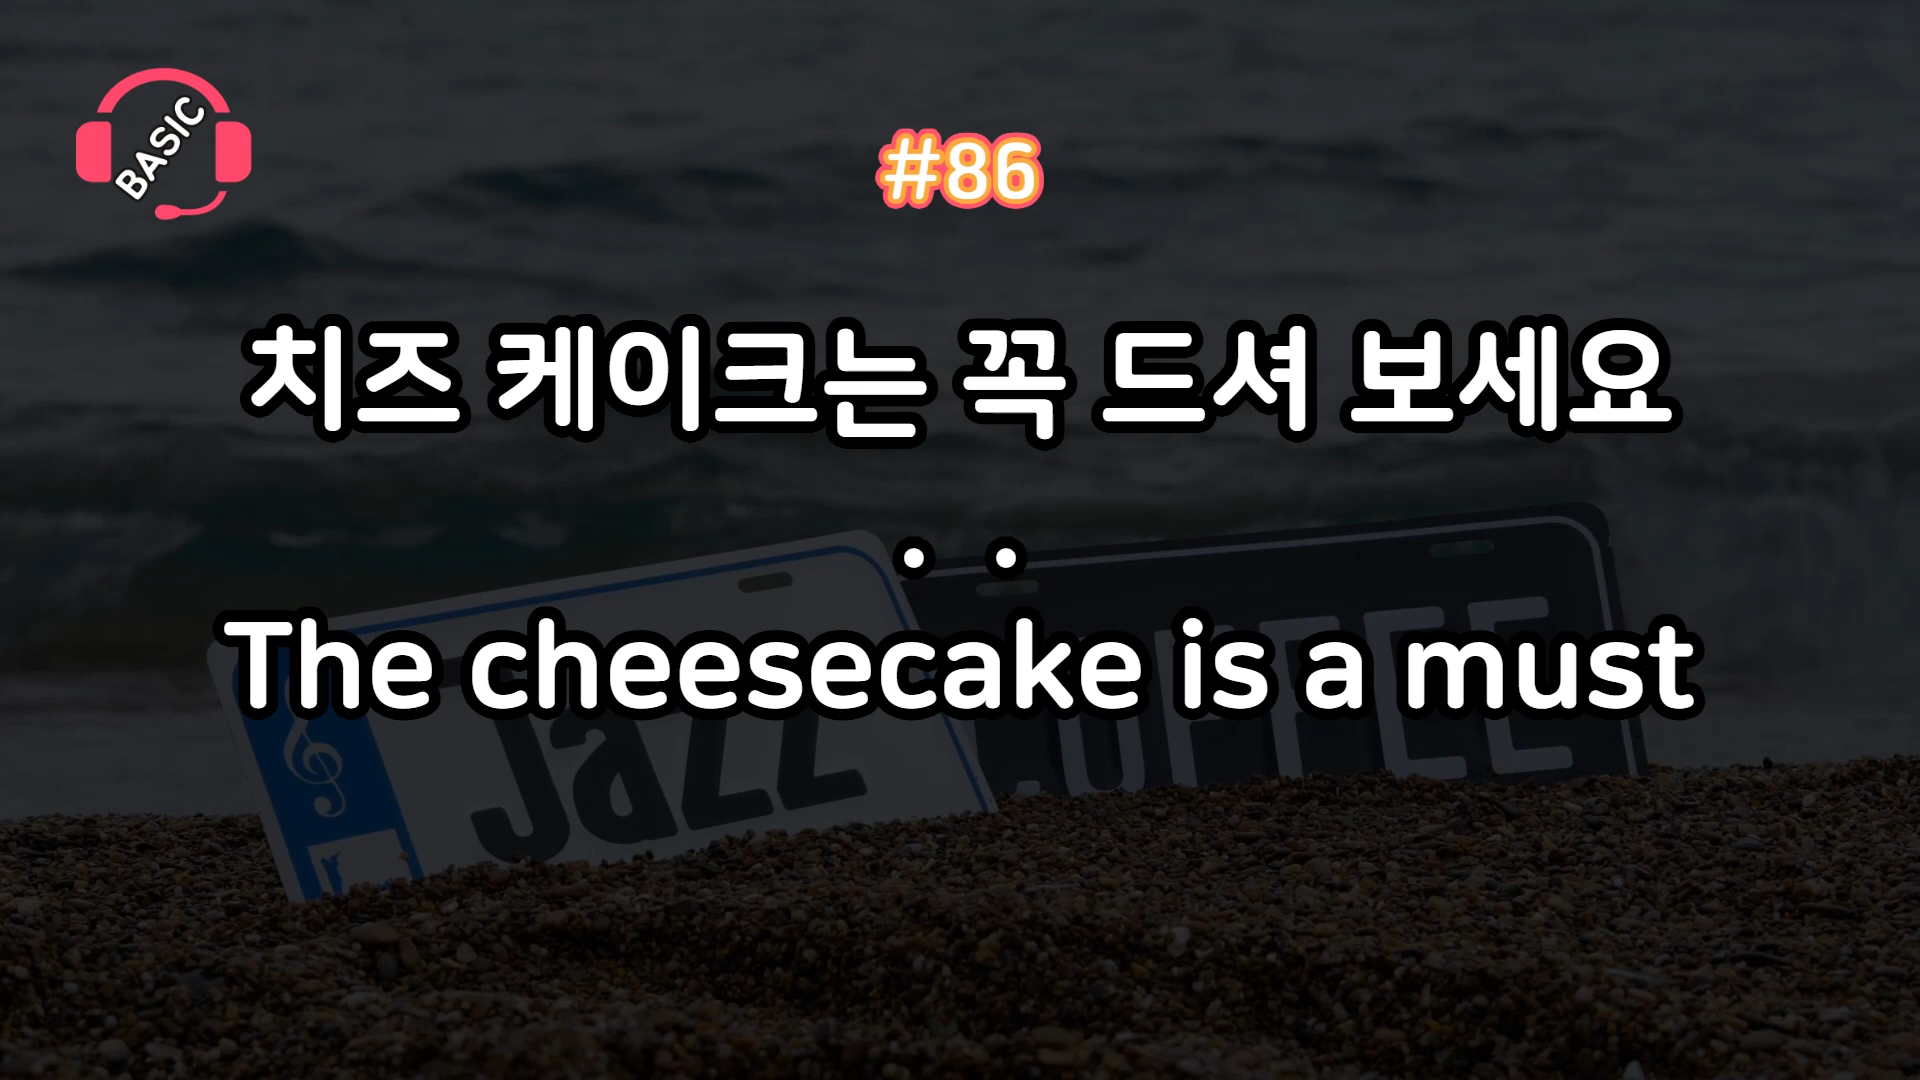 BASIC
#86
치즈 케이크는 꼭 드셔 보세요
. .
The cheesecake is a must
Jazz
COFFEE